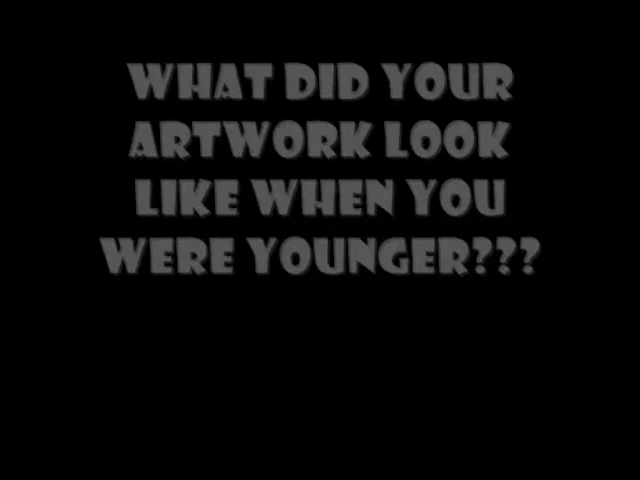 WHAT DID YOUR
ARTWORK LOOK
LIKE WHEN YOU
WERE YOUNGER???